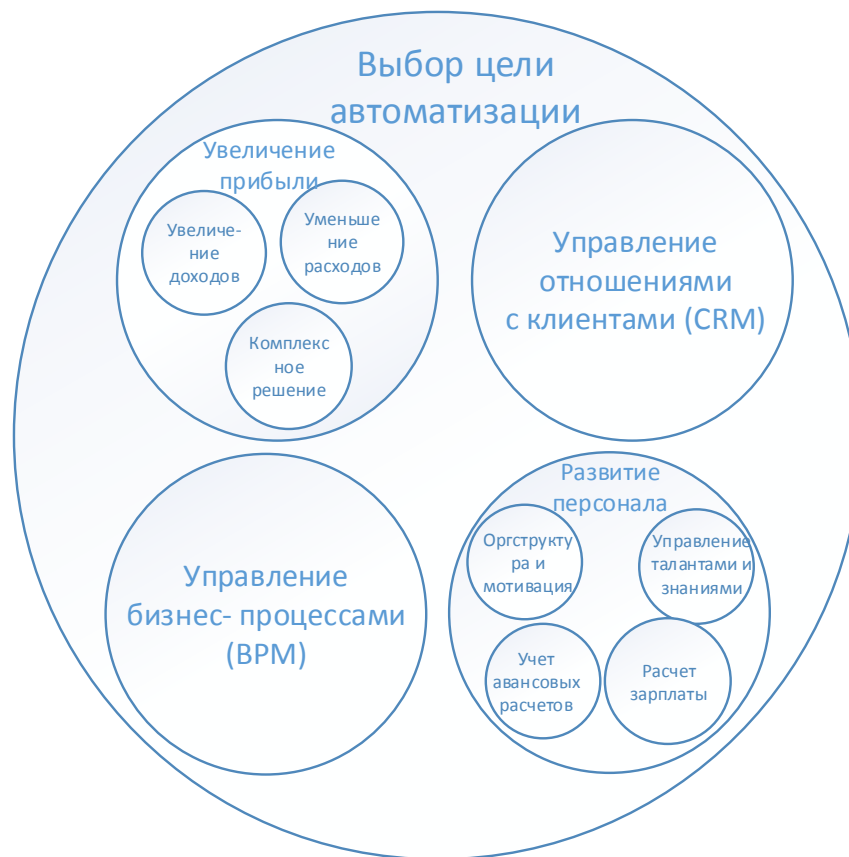 Выбор цели
автоматизации
Увеличение
прибыли
Увеличе-
ние
доходов
Уменьше
ние
расходов
Комплекс
ное
решение
Управление
отношениями
с клиентами (CRM)
Управление
бизнес- процессами
(BPM)
Развитие
персонала
Оргструкту
ра и
мотивация
Управление
талантами и
знаниями
Учет
авансовых
расчетов
Расчет
зарплаты